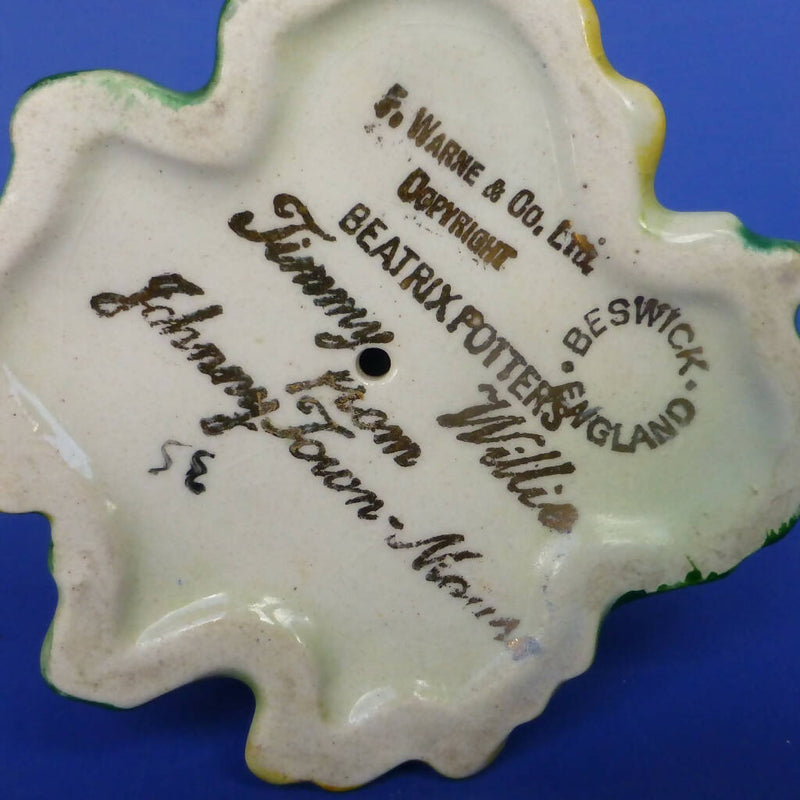 F. WARNE & CO. LTD.
COPYRIGHT
BEATRIX POTTER'S
Timmy Willie
from
Johnny Town-Mouse
BESWICK
ENGLAND